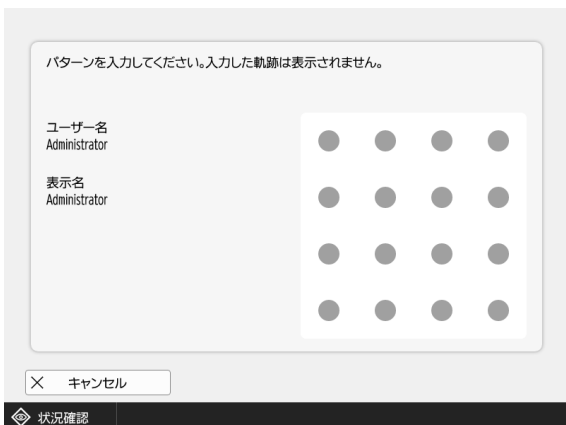 パターンを入力してください。入力した軌跡は表示されません。
ユーザー名
Administrator
表示名
Administrator
キャンセル
状況確認